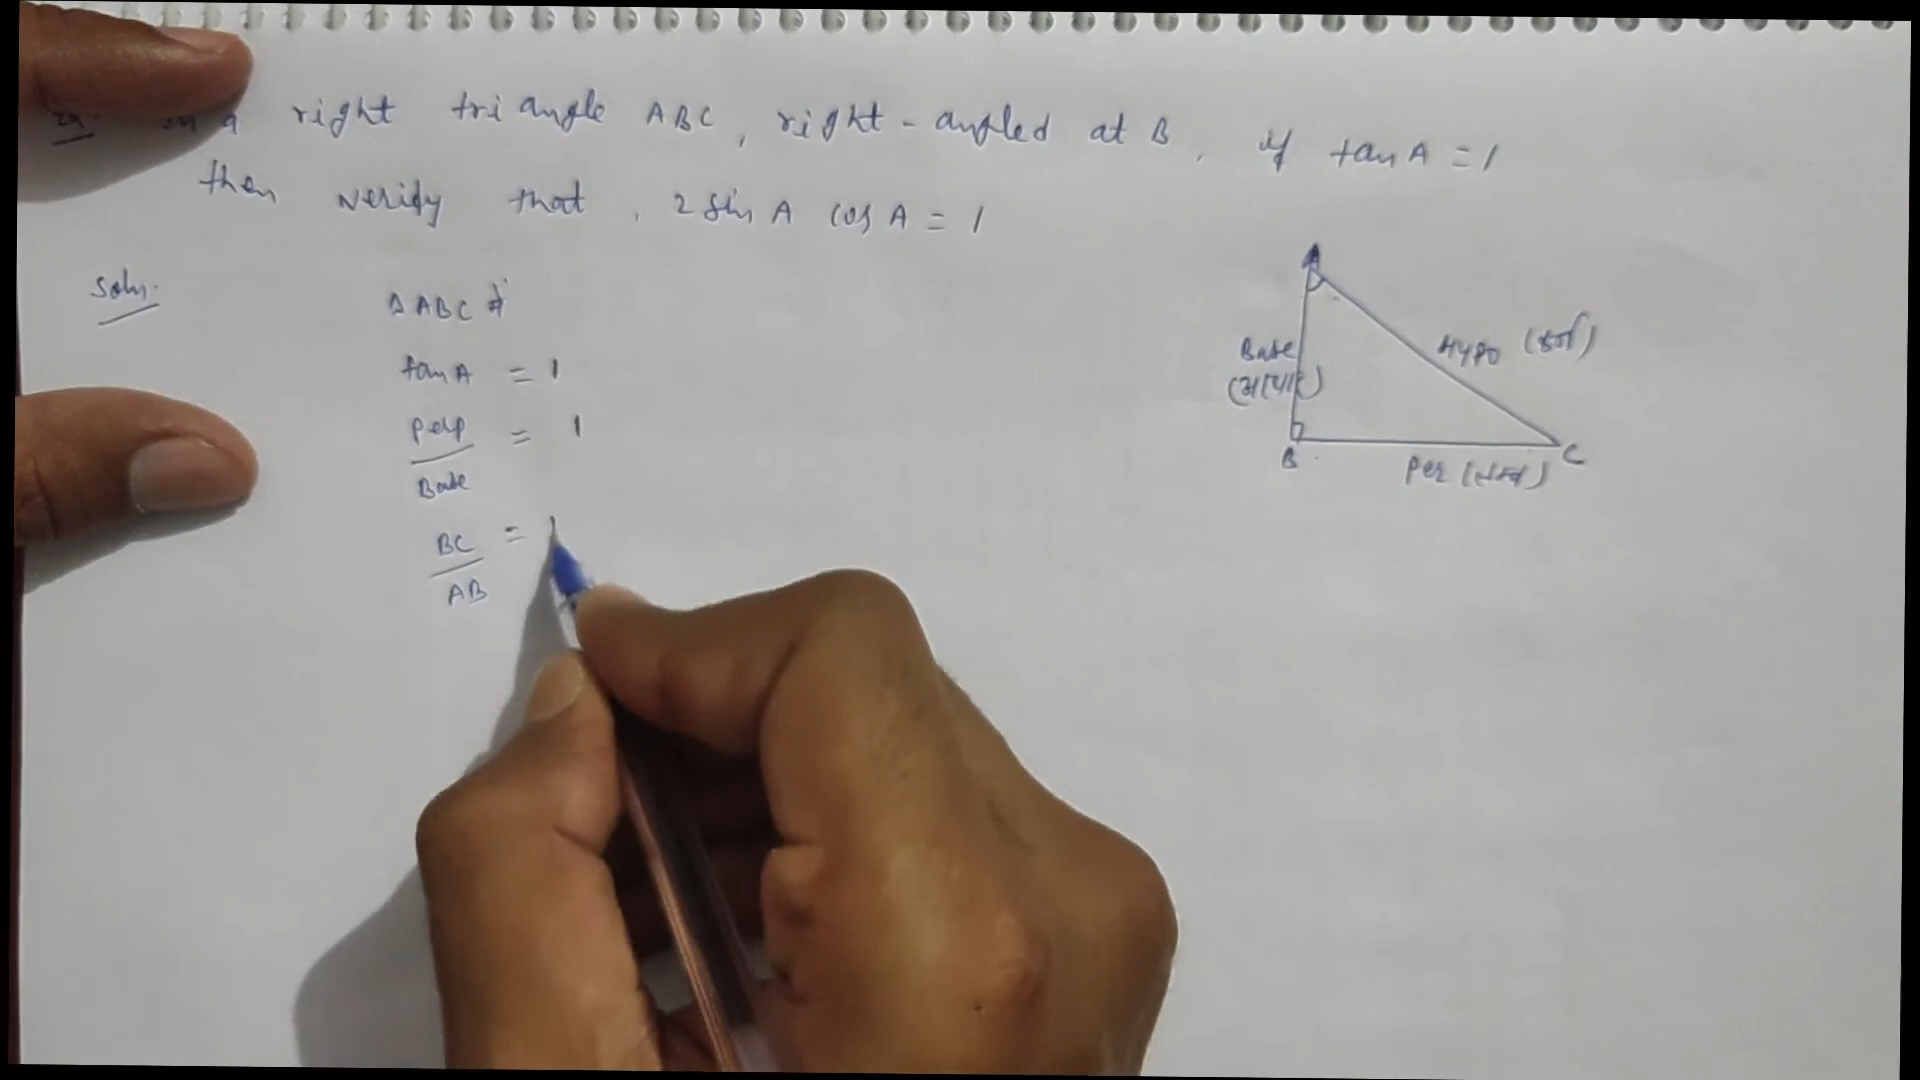 In a right triangle ABC, right-angled at B, if tan A = 1
then verify that, 2 sin A cos A = 1
Soln.
Δ ABC में
tan A = 1
Perp / Base = 1
BC / AB = 1
A
Base
Hypo (कर्ण)
B
C
Per (लम्ब)